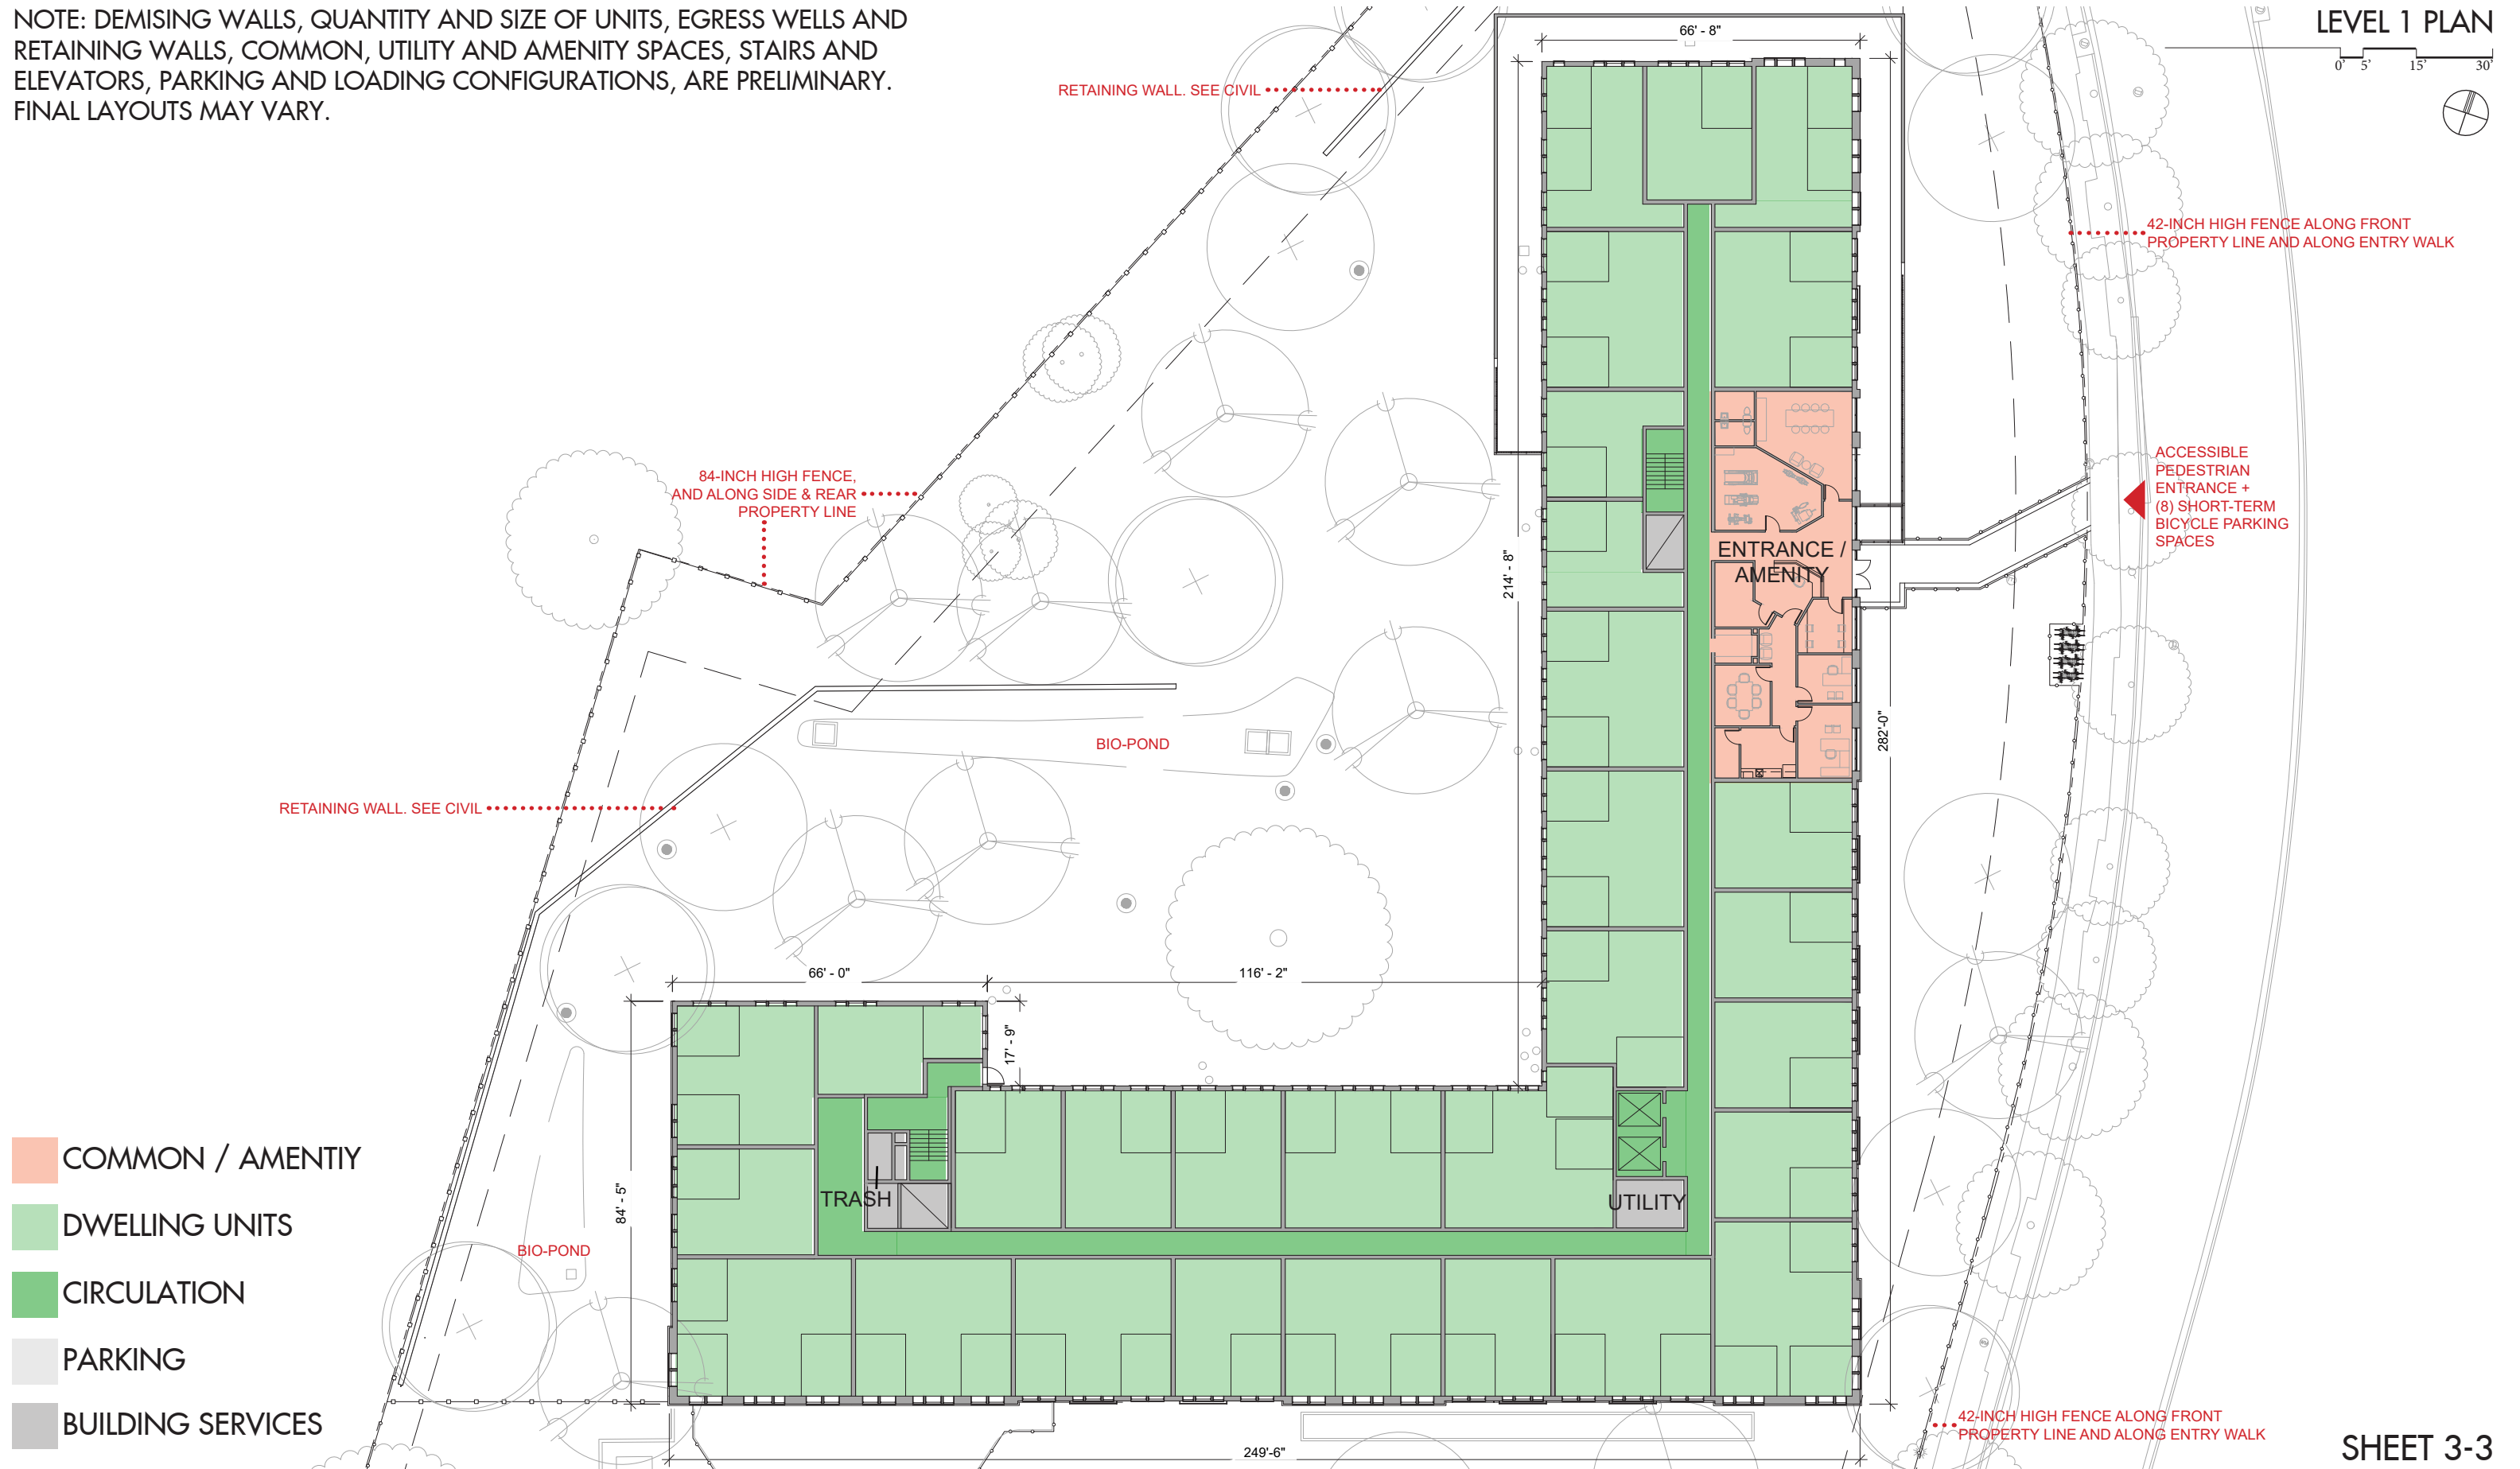 NOTE: DEMISING WALLS, QUANTITY AND SIZE OF UNITS, EGRESS WELLS AND
RETAINING WALLS, COMMON, UTILITY AND AMENITY SPACES, STAIRS AND
ELEVATORS, PARKING AND LOADING CONFIGURATIONS, ARE PRELIMINARY.
FINAL LAYOUTS MAY VARY.
LEVEL 1 PLAN
0' 5' 15' 30'
66' - 8"
RETAINING WALL. SEE CIVIL
42-INCH HIGH FENCE ALONG FRONT
PROPERTY LINE AND ALONG ENTRY WALK
84-INCH HIGH FENCE,
AND ALONG SIDE & REAR
PROPERTY LINE
ACCESSIBLE
PEDESTRIAN
ENTRANCE +
(8) SHORT-TERM
BICYCLE PARKING
SPACES
ENTRANCE /
AMENITY
214' - 8"
282'-0"
BIO-POND
RETAINING WALL. SEE CIVIL
66' - 0"
116' - 2"
17' - 9"
84' - 5"
TRASH
UTILITY
BIO-POND
COMMON / AMENTIY
DWELLING UNITS
CIRCULATION
PARKING
BUILDING SERVICES
42-INCH HIGH FENCE ALONG FRONT
PROPERTY LINE AND ALONG ENTRY WALK
249'-6"
SHEET 3-3